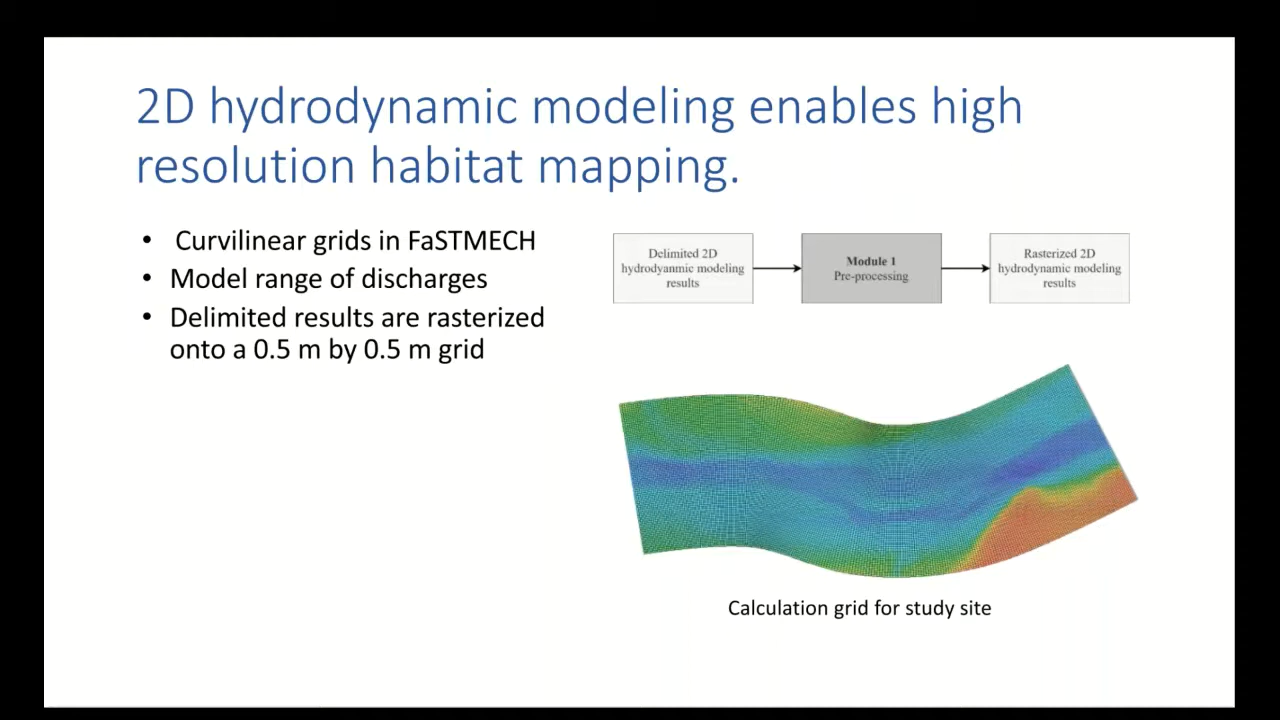 2D hydrodynamic modeling enables high
resolution habitat mapping.
• Curvilinear grids in FaSTMECH
• Model range of discharges
• Delimited results are rasterized
onto a 0.5 m by 0.5 m grid
Delimited 2D
hydrodyanmic modeling
results
Module 1
Pre-processing
Rasterized 2D
hydrodynamic modeling
results
Calculation grid for study site